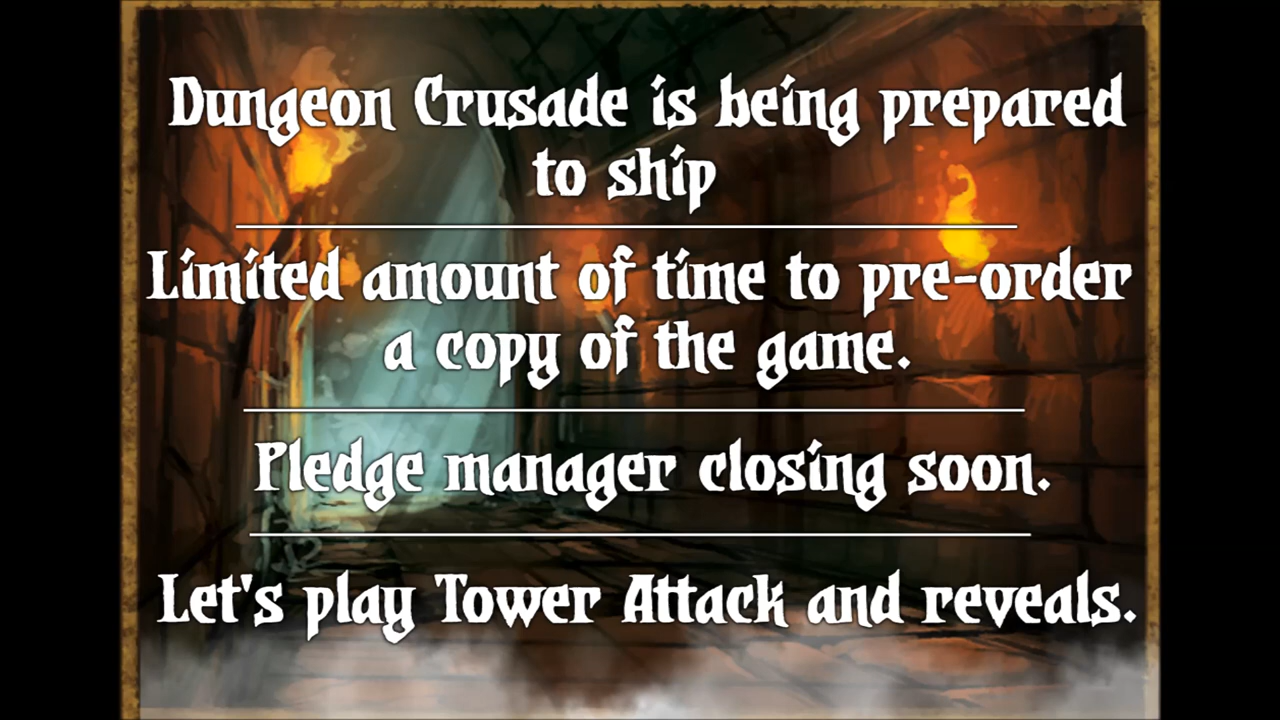 Dungeon Crusade is being prepared
to ship
Limited amount of time to pre-order
a copy of the game.
Pledge manager closing soon.
Let's play Tower Attack and reveals.